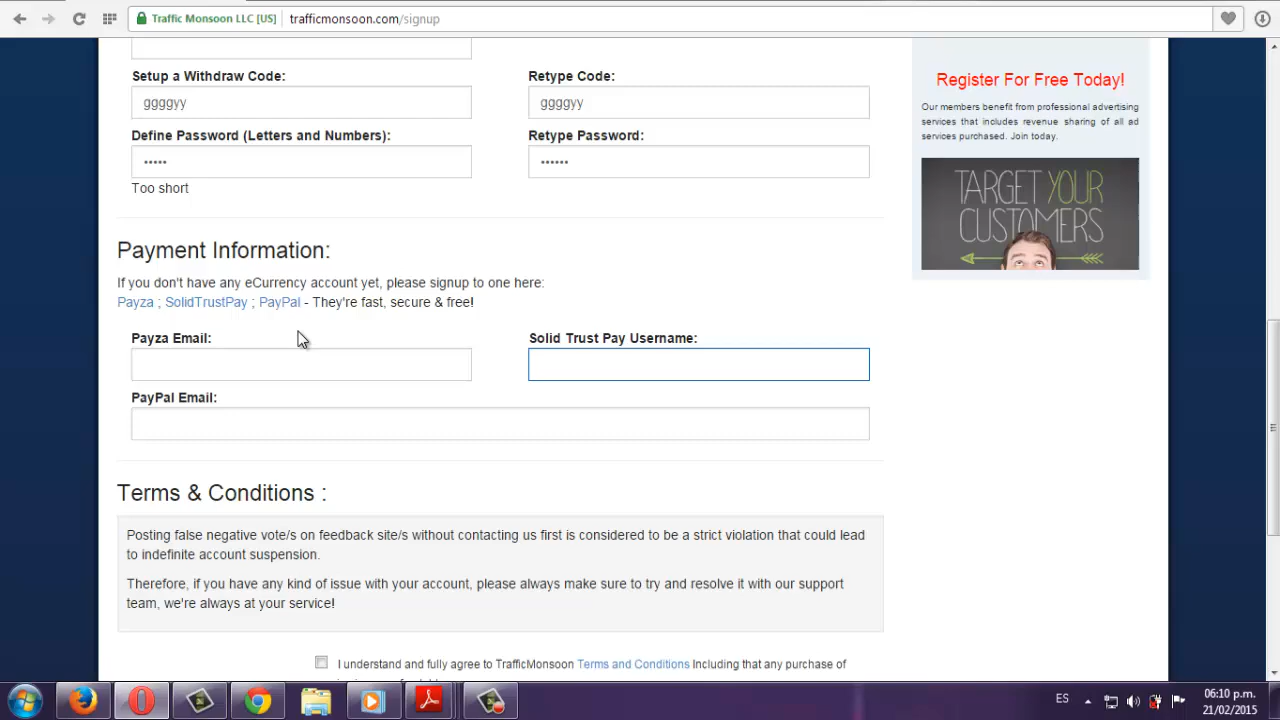 Traffic Monsoon LLC [US]
trafficmonsoon.com/signup
Setup a Withdraw Code:
Retype Code:
ggggyy
ggggyy
Define Password (Letters and Numbers):
Retype Password:
•••••
••••••
Too short
Payment Information:
If you don't have any eCurrency account yet, please signup to one here:
Payza ; SolidTrustPay ; PayPal - They're fast, secure & free!
Payza Email:
Solid Trust Pay Username:
PayPal Email:
Terms & Conditions :
Posting false negative vote/s on feedback site/s without contacting us first is considered to be a strict violation that could lead
to indefinite account suspension.
Therefore, if you have any kind of issue with your account, please always make sure to try and resolve it with our support
team, we're always at your service!
I understand and fully agree to TrafficMonsoon Terms and Conditions Including that any purchase of
Register For Free Today!
Our members benefit from professional advertising
services that includes revenue sharing of all ad
services purchased. Join today.
TARGET YOUR
CUSTOMERS
ES
06:10 p.m.
21/02/2015